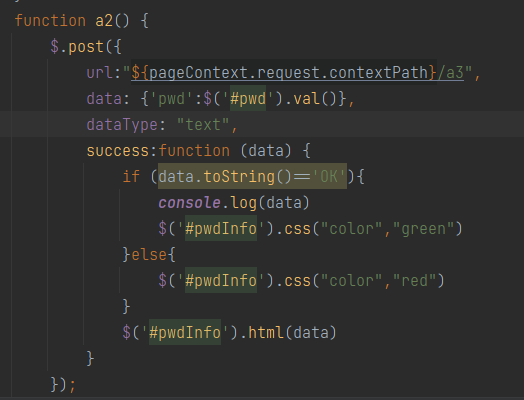 function a2() {
$.post({
url:"${pageContext.request.contextPath}/a3",
data: {'pwd':$('#pwd').val()},
dataType: "text",
success:function (data) {
if (data.toString()=='OK'){
console.log(data)
$('#pwdInfo').css("color","green")
}else{
$('#pwdInfo').css("color","red")
}
$('#pwdInfo').html(data)
}
});